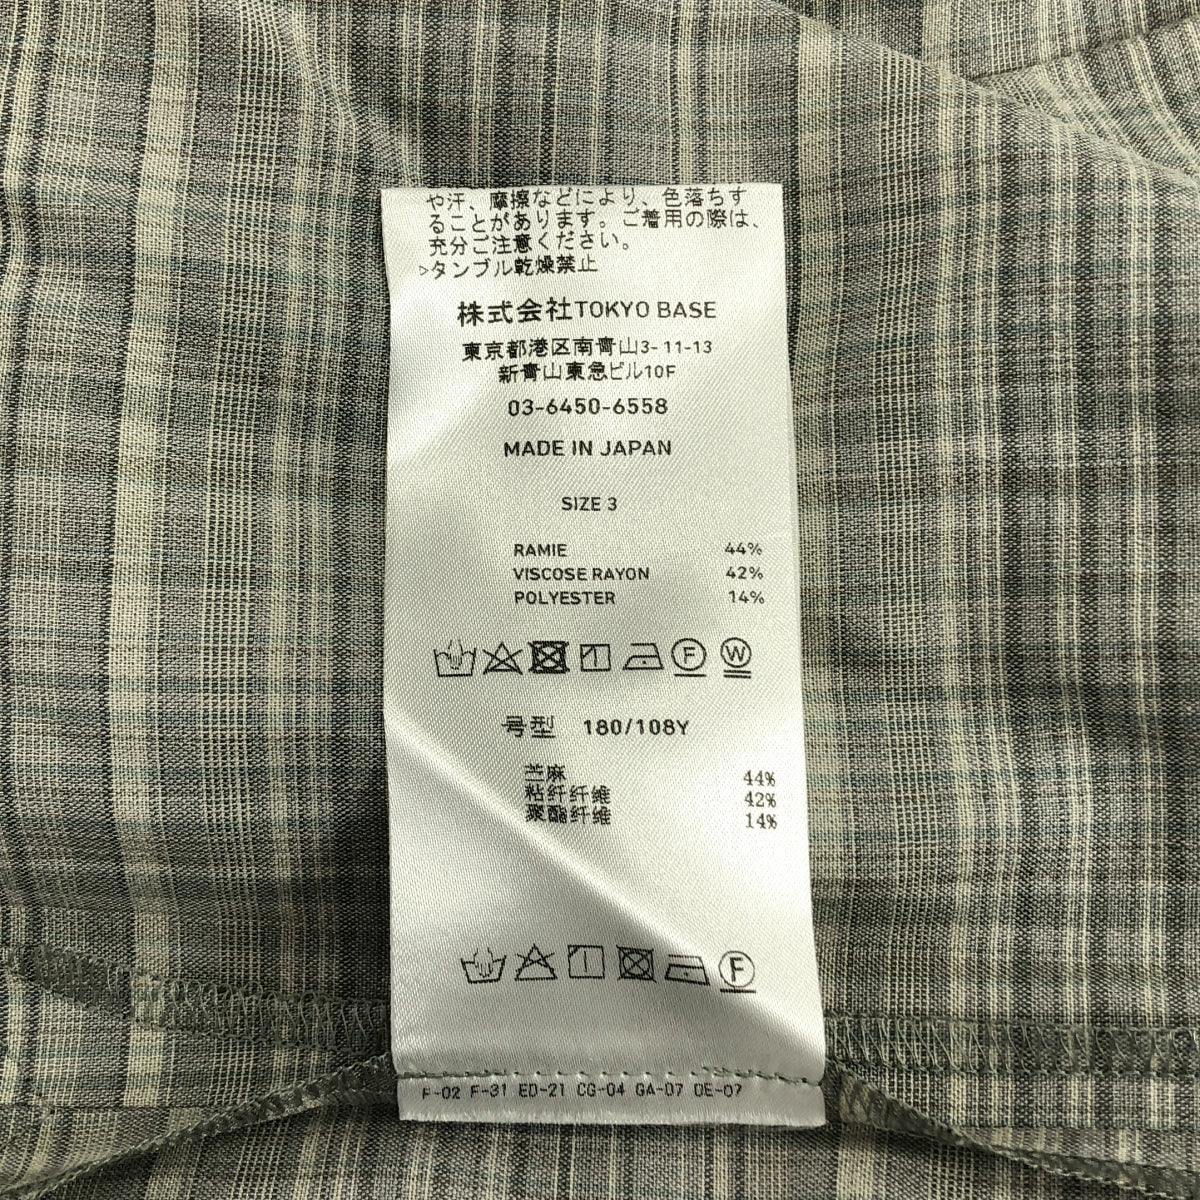 や汗、摩擦などにより、色落ちす
ることがあります。ご着用の際は、
充分ご注意ください。
>タンブル乾燥禁止
株式会社TOKYO BASE
東京都港区南青山3-11-13
新青山東急ビル10F
03-6450-6558
MADE IN JAPAN
SIZE 3
RAMIE 44%
VISCOSE RAYON 42%
POLYESTER 14%
F W
号型 180/108Y
苎麻 44%
粘纤纤维 42%
聚酯纤维 14%
F
F-02 F-31 ED-21 CG-04 GA-07 DE-07